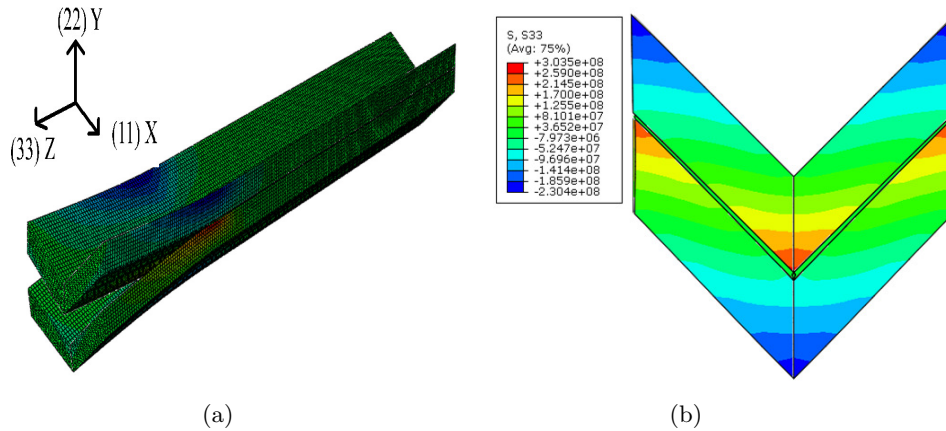 (22) Y
(33) Z
(11) X
S, S33
(Avg: 75%)
+3.035e+08
+2.590e+08
+2.145e+08
+1.700e+08
+1.255e+08
+8.101e+07
+3.652e+07
-7.973e+06
-5.247e+07
-9.696e+07
-1.414e+08
-1.859e+08
-2.304e+08
(a)
(b)